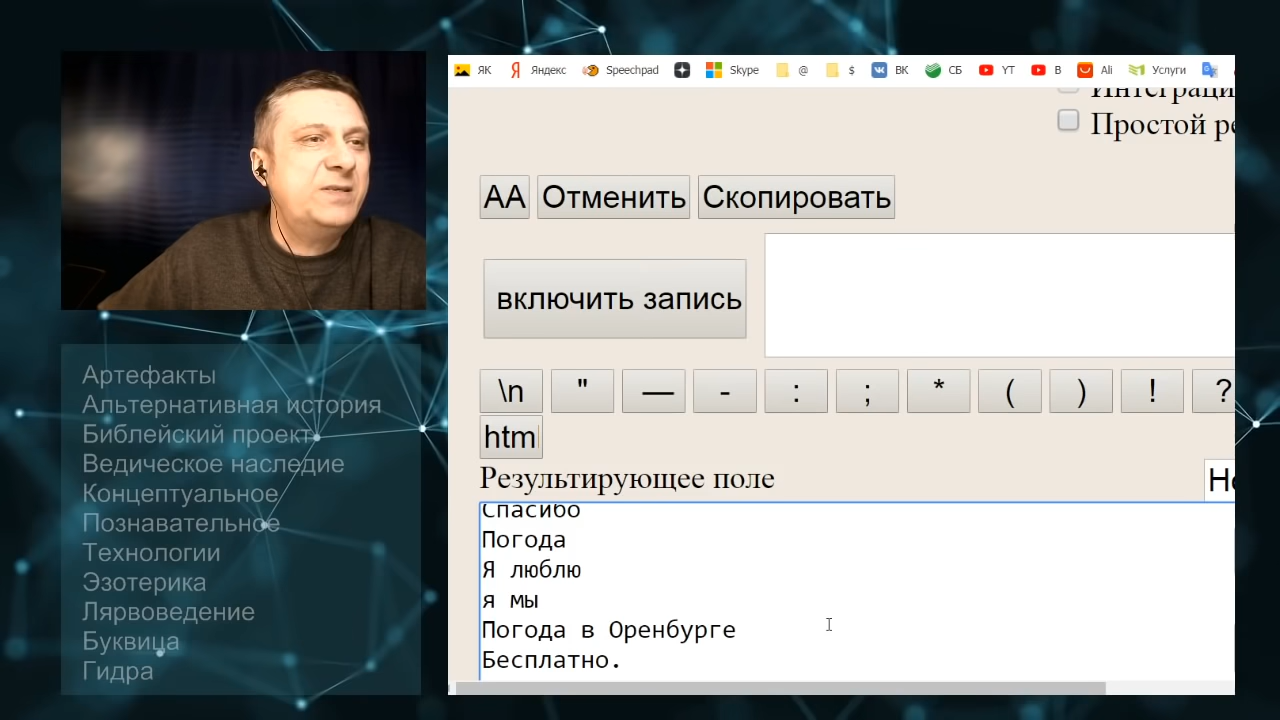 ЯК Яндекс Speechpad Skype @ $ ВК СБ YT В Ali Услуги
Простой
АА Отменить Скопировать
включить запись
\n " — - : ; * ( ) ! ?
htm
Результирующее поле
Спасибо
Погода
Я люблю
я мы
Погода в Оренбурге
Бесплатно.
Артефакты
Альтернативная история
Библейский проект
Ведическое наследие
Концептуальное
Познавательное
Технологии
Эзотерика
Лярвоведение
Буквица
Гидра